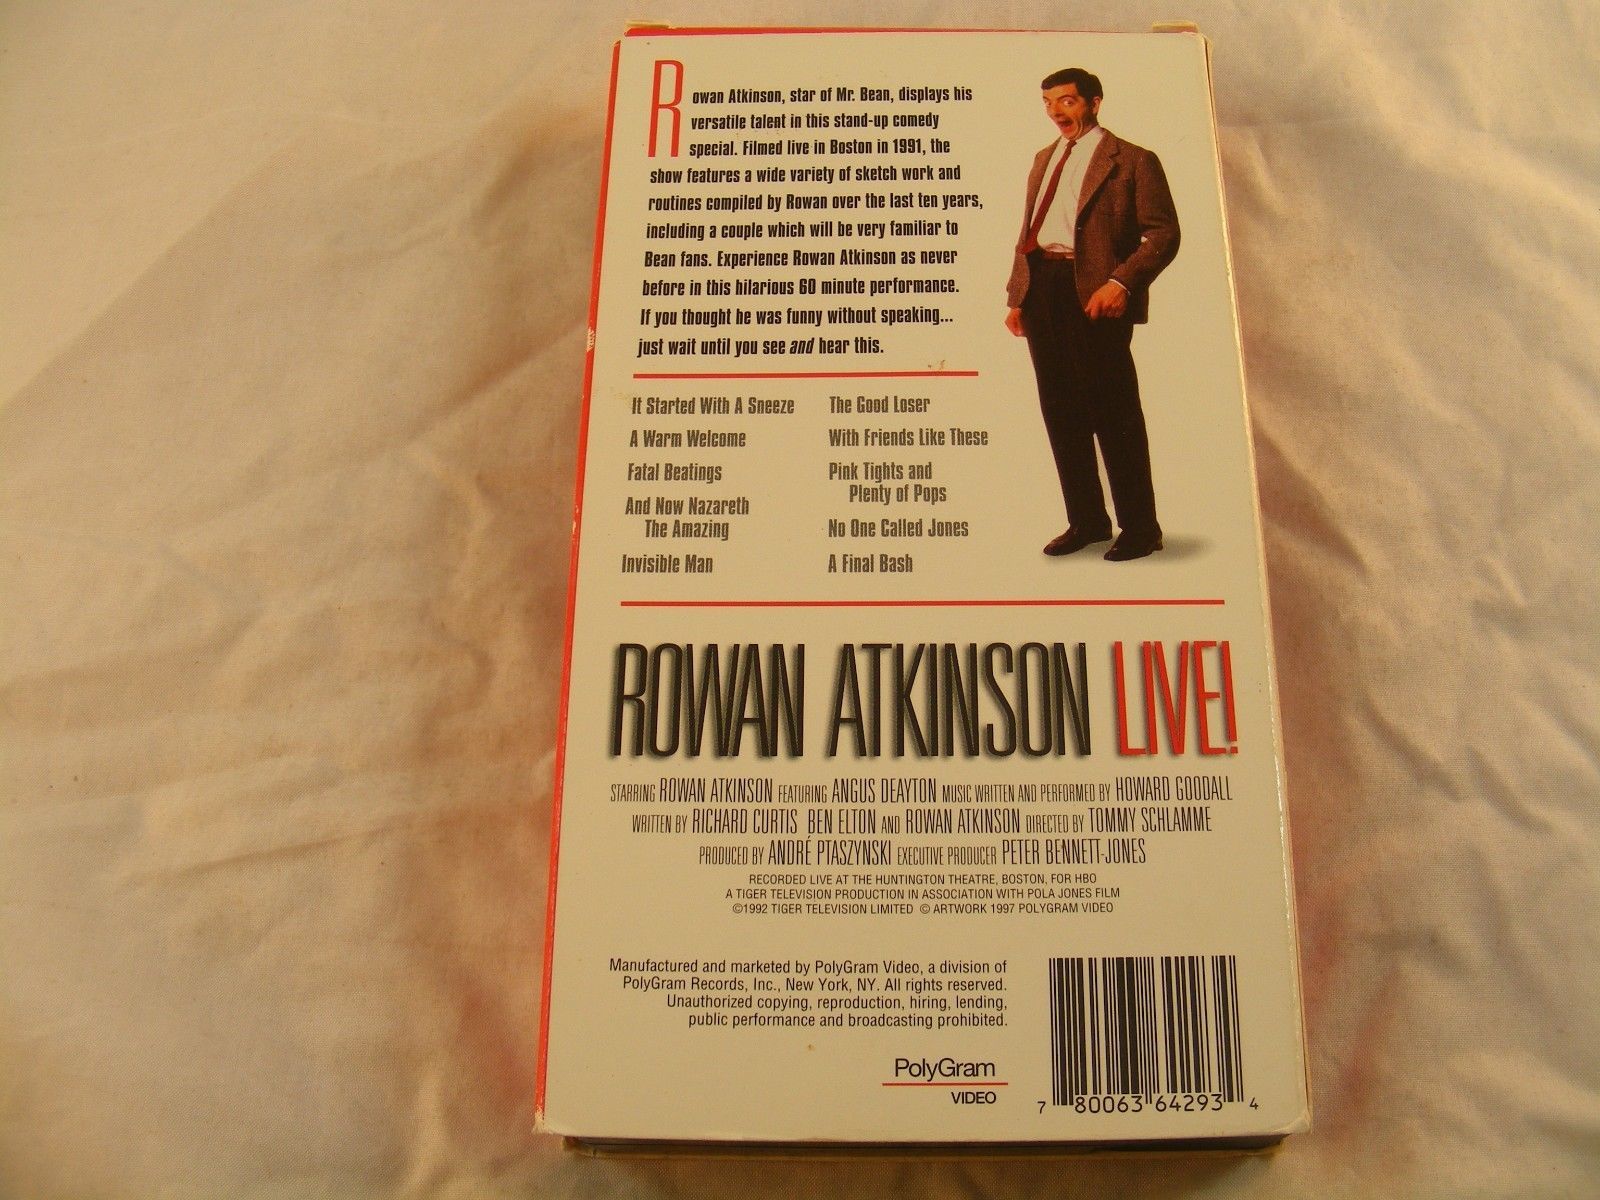 Rowan Atkinson, star of Mr. Bean, displays his
versatile talent in this stand-up comedy
special. Filmed live in Boston in 1991, the
show features a wide variety of sketch work and
routines compiled by Rowan over the last ten years,
including a couple which will be very familiar to
Bean fans. Experience Rowan Atkinson as never
before in this hilarious 60 minute performance.
If you thought he was funny without speaking...
just wait until you see and hear this.
It Started With A Sneeze
A Warm Welcome
Fatal Beatings
And Now Nazareth
The Amazing
Invisible Man
The Good Loser
With Friends Like These
Pink Tights and
Plenty of Pops
No One Called Jones
A Final Bash
ROWAN ATKINSON LIVE!
STARRING ROWAN ATKINSON FEATURING ANGUS DEAYTON MUSIC WRITTEN AND PERFORMED BY HOWARD GOODALL
WRITTEN BY RICHARD CURTIS BEN ELTON AND ROWAN ATKINSON DIRECTED BY TOMMY SCHLAMME
PRODUCED BY ANDRÉ PTASZYNSKI EXECUTIVE PRODUCER PETER BENNETT-JONES
RECORDED LIVE AT THE HUNTINGTON THEATRE, BOSTON, FOR HBO
A TIGER TELEVISION PRODUCTION IN ASSOCIATION WITH POLA JONES FILM
©1992 TIGER TELEVISION LIMITED © ARTWORK 1997 POLYGRAM VIDEO
Manufactured and marketed by PolyGram Video, a division of
PolyGram Records, Inc., New York, NY. All rights reserved.
Unauthorized copying, reproduction, hiring, lending,
public performance and broadcasting prohibited.
PolyGram
VIDEO
7 80063 64293 4